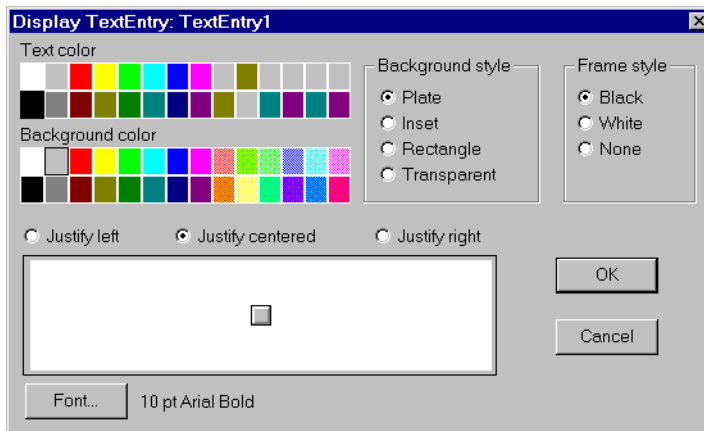 Display TextEntry: TextEntry1
Text color
Background color
Background style
Plate
Inset
Rectangle
Transparent
Frame style
Black
White
None
Justify left
Justify centered
Justify right
OK
Cancel
Font...
10 pt Arial Bold